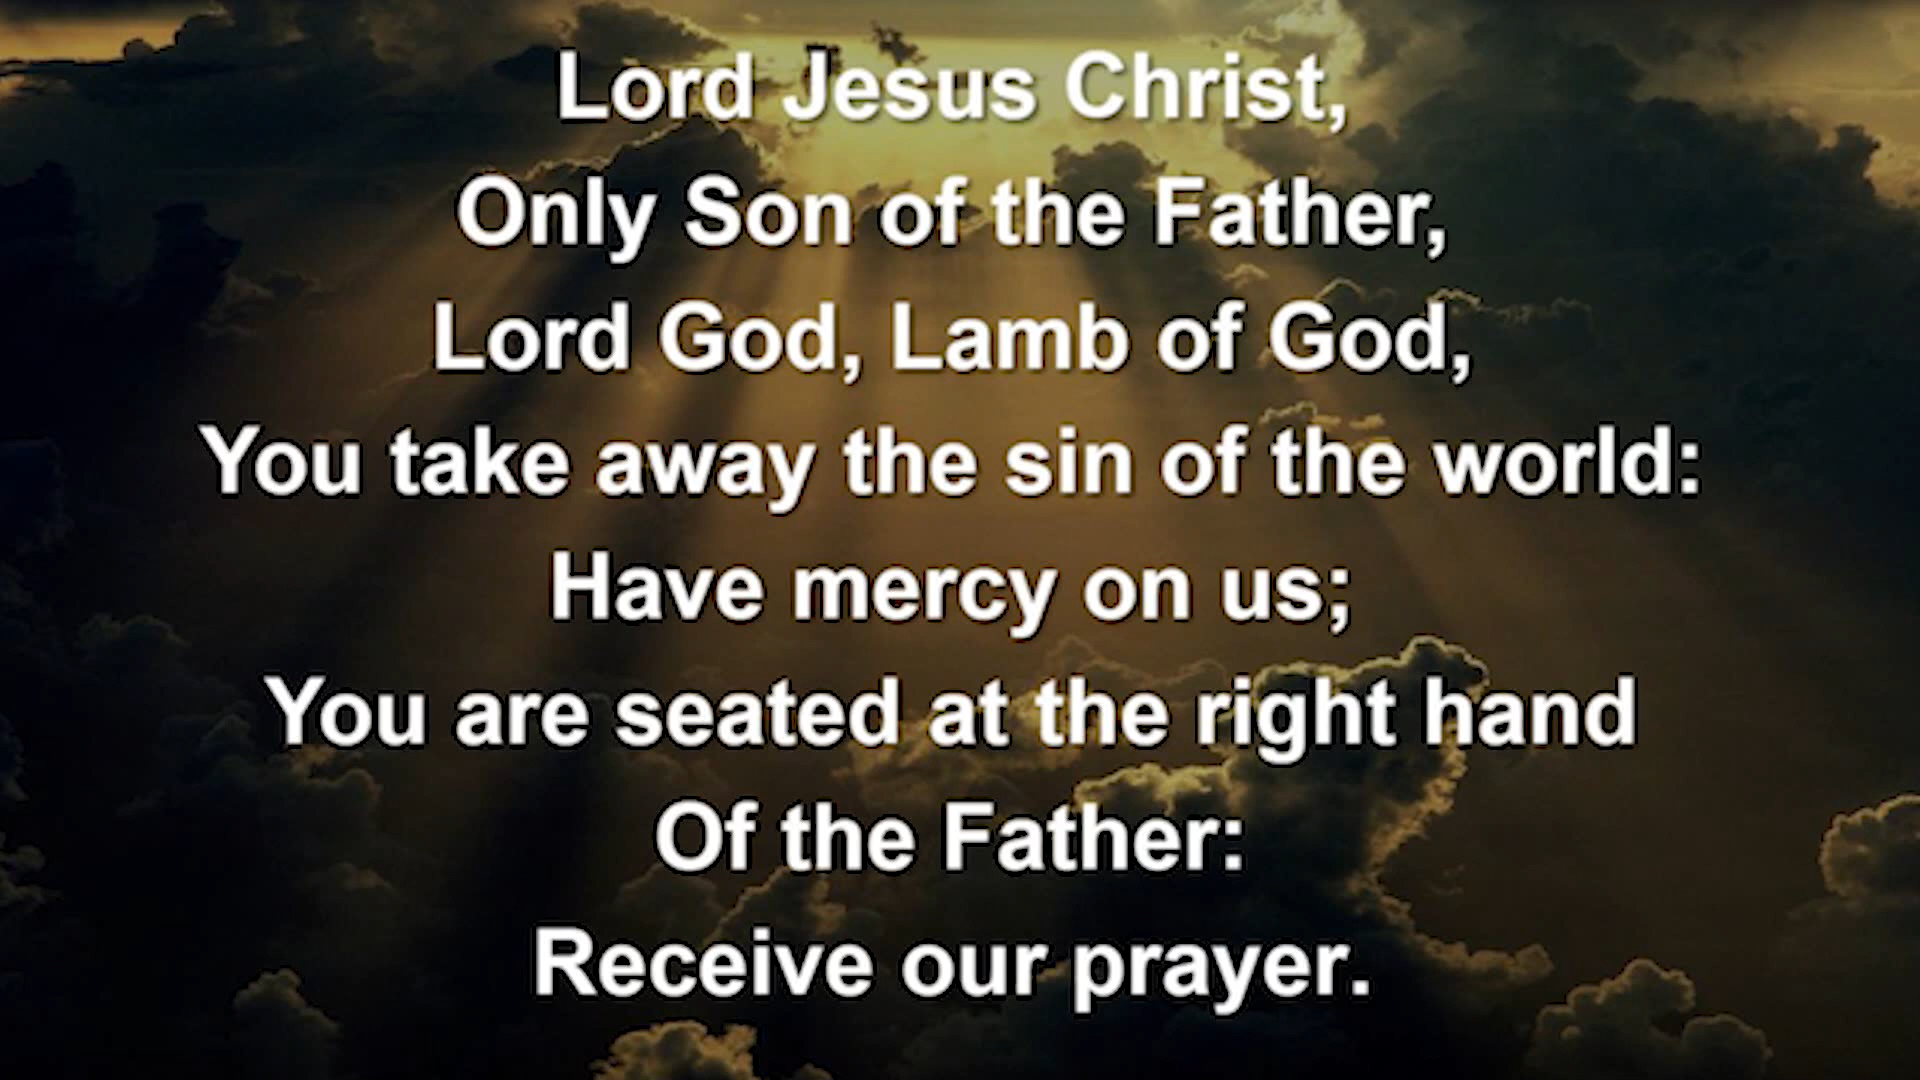 Lord Jesus Christ,
Only Son of the Father,
Lord God, Lamb of God,
You take away the sin of the world:
Have mercy on us;
You are seated at the right hand
Of the Father:
Receive our prayer.